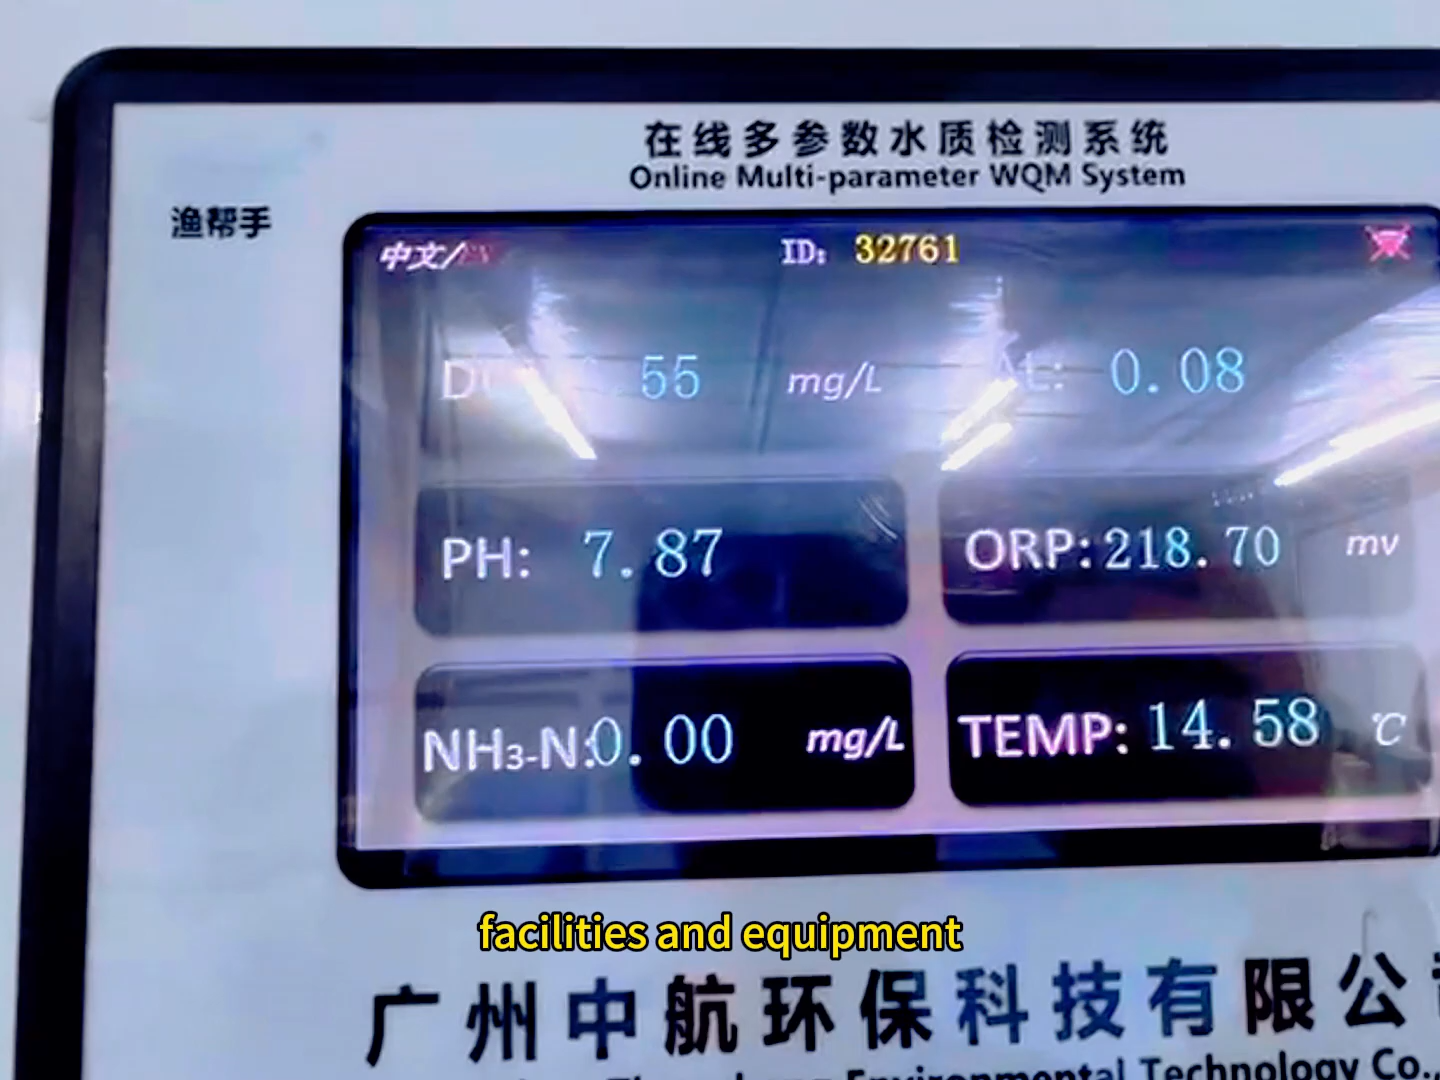 在线多参数水质检测系统
Online Multi-parameter WQM System
渔帮手
中文/
ID: 32761
55 mg/L
0.08
PH: 7.87
ORP: 218.70 mv
NH₃-N: 0.00 mg/L
TEMP: 14.58 ℃
facilities and equipment
广州中航环保科技有限公
Environmental Technology Co.,